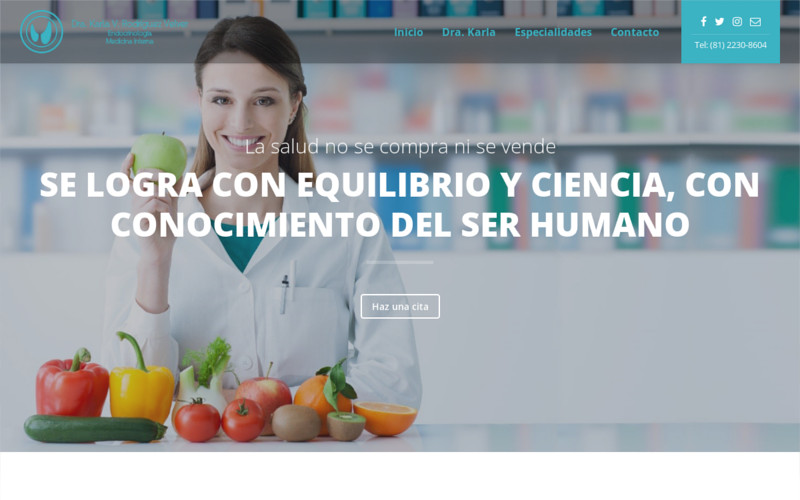 Dra. Karla V. Rodríguez
Endocrinología
Medicina Interna
Inicio Dra. Karla Especialidades Contacto
Tel: (81) 2230-8604
La salud no se compra ni se vende
SE LOGRA CON EQUILIBRIO Y CIENCIA, CON
CONOCIMIENTO DEL SER HUMANO
Haz una cita